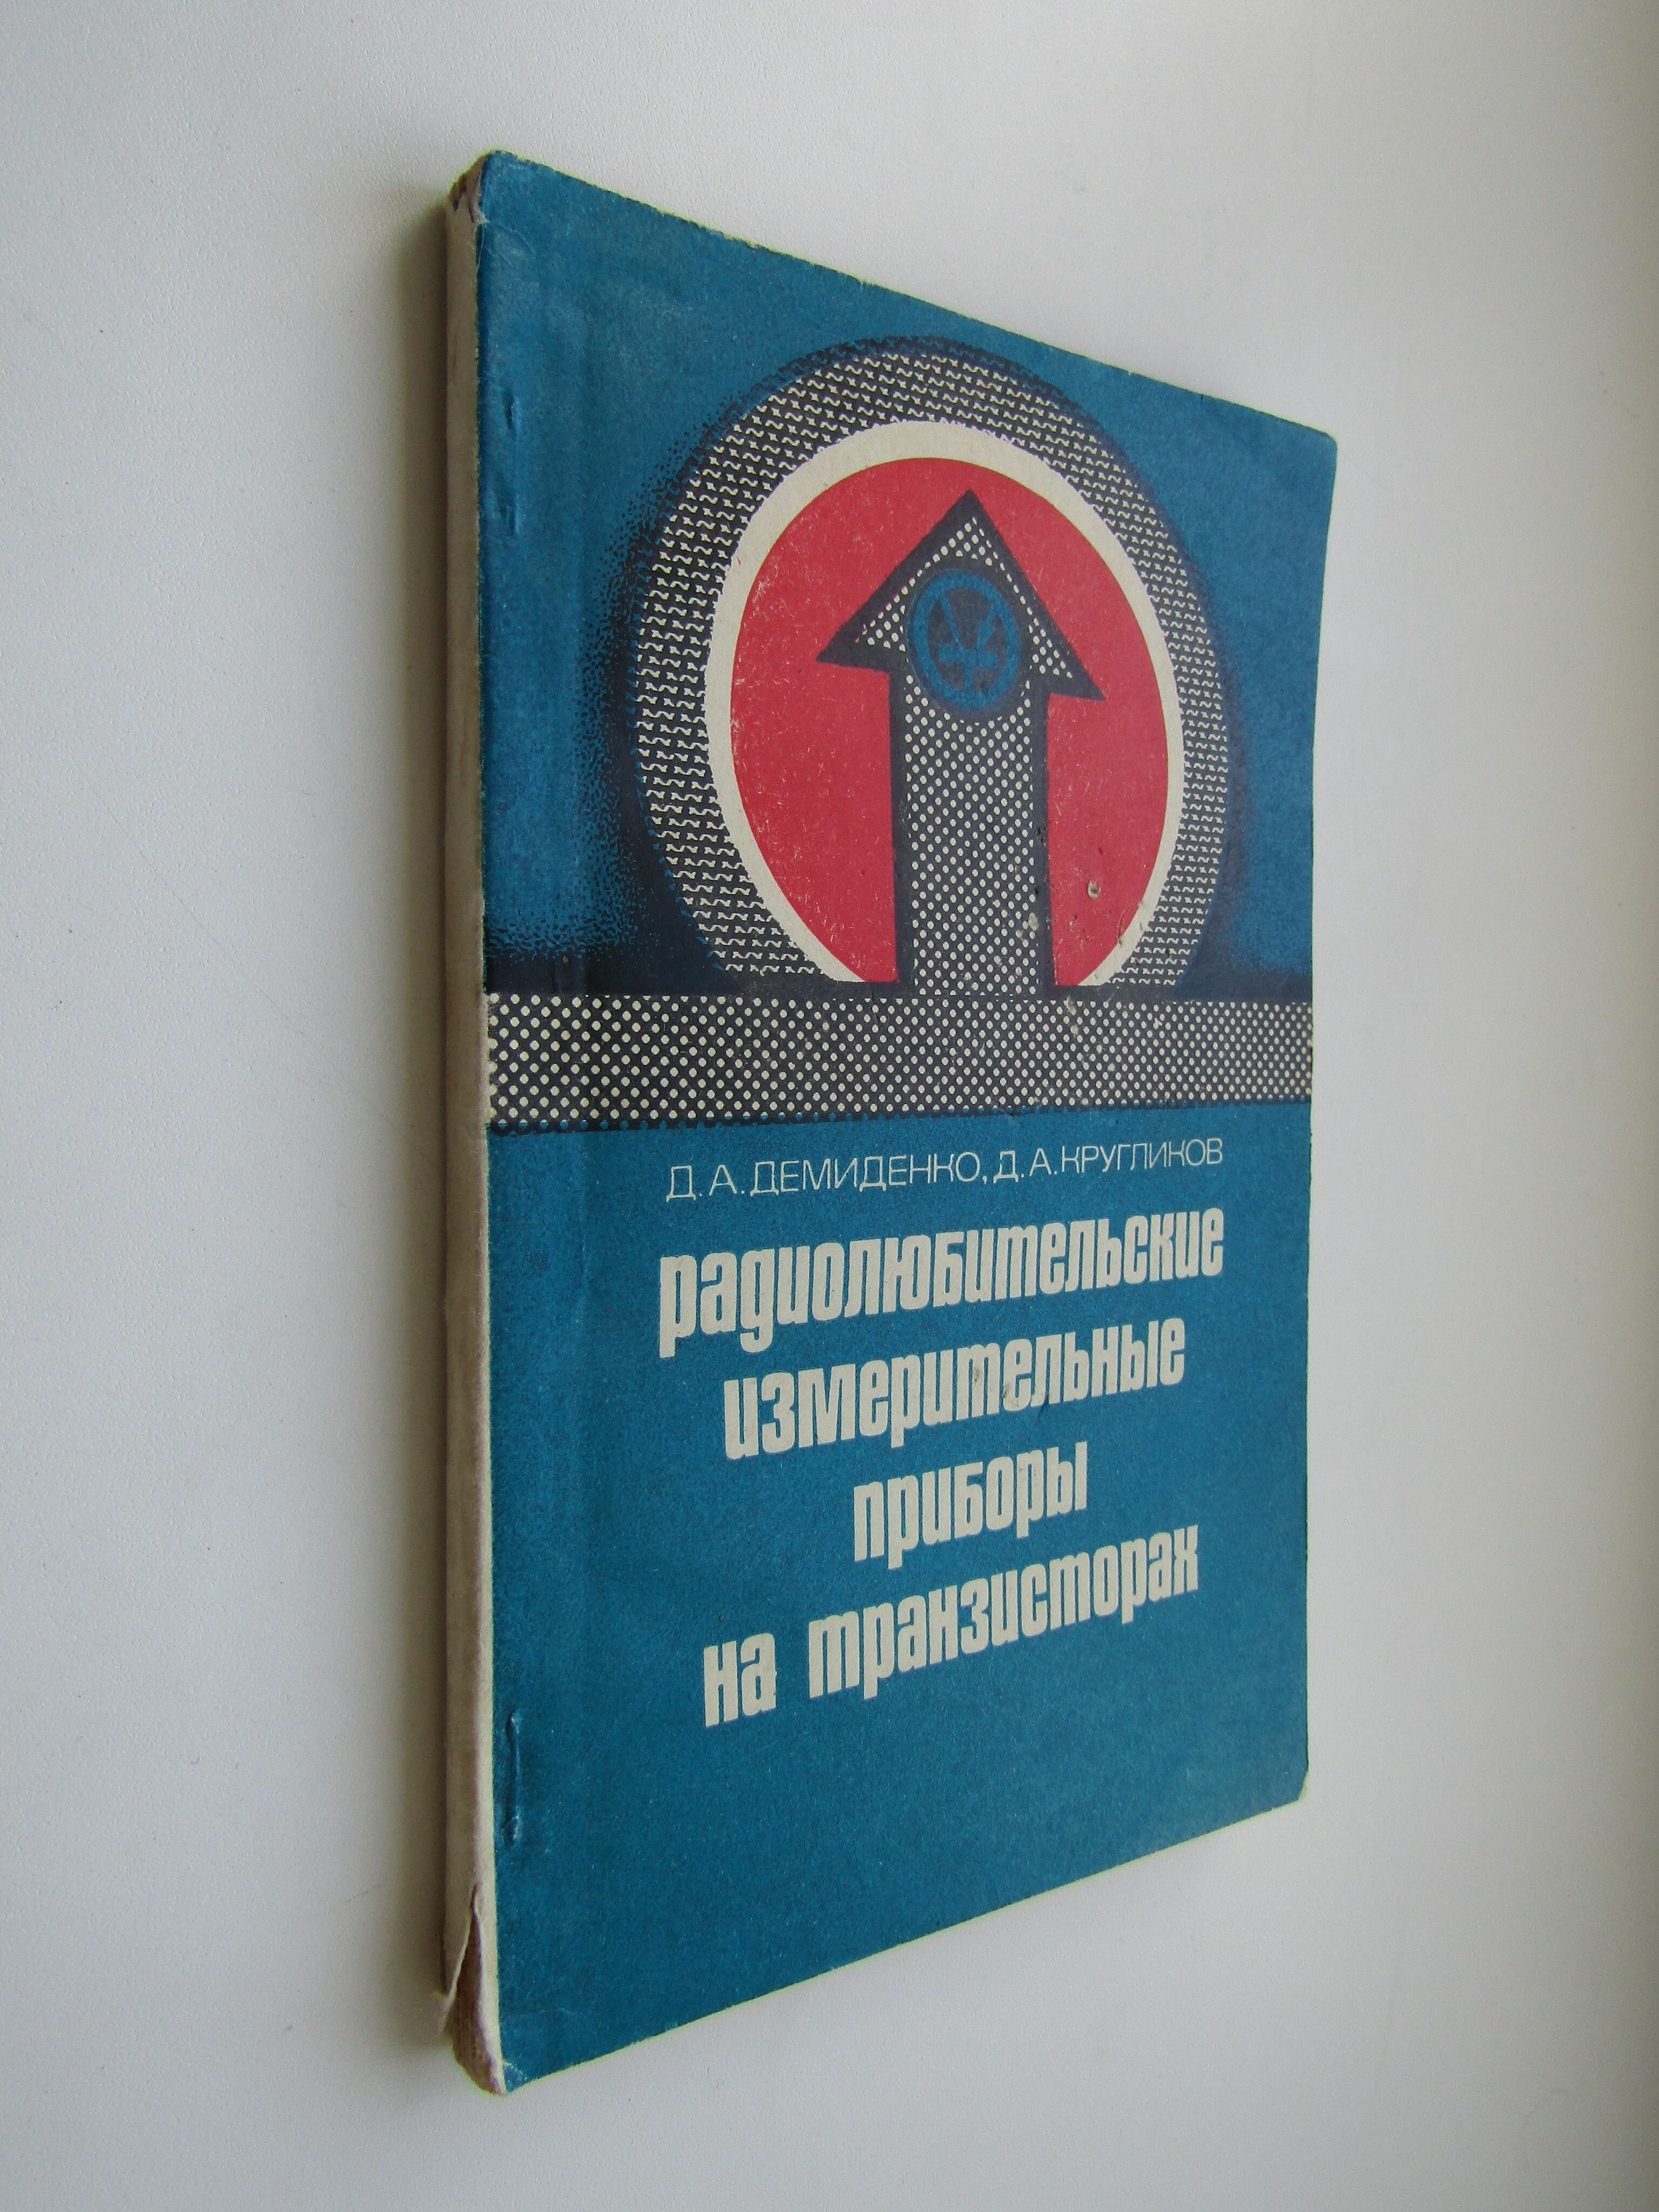 Д. А. ДЕМИДЕНКО, Д. А. КРУГЛИКОВ
Радиолюбительские
измерительные
приборы
на транзисторах